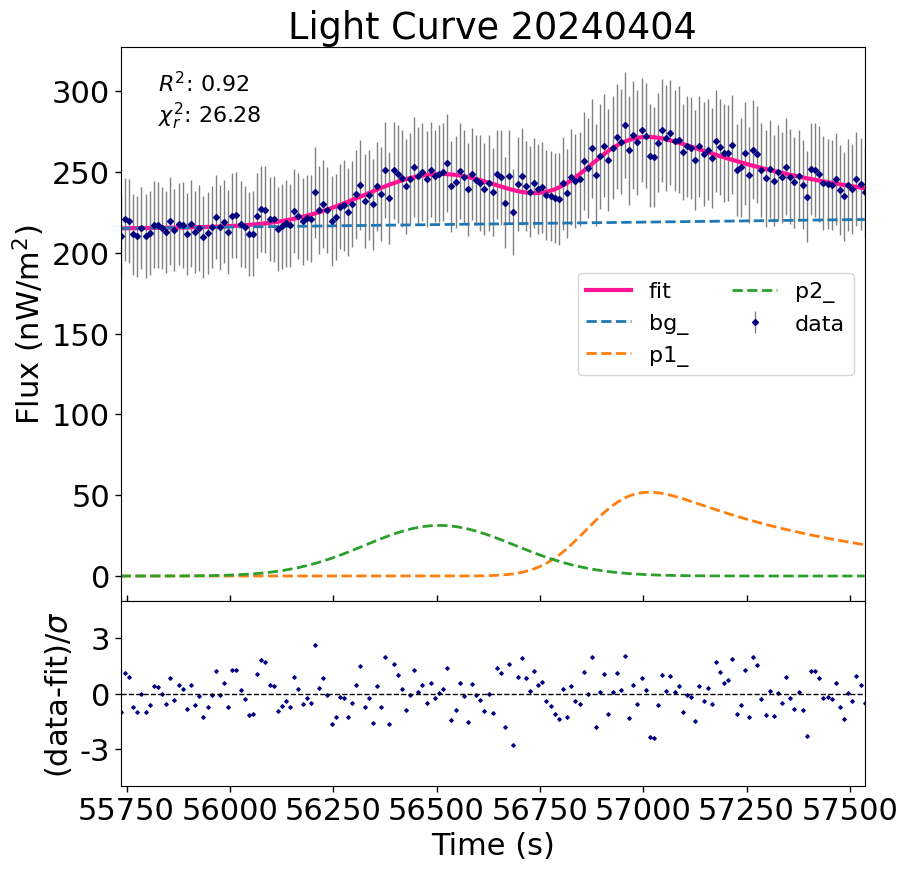 Light Curve 20240404
R²: 0.92
χ²ᵣ: 26.28
300
250
200
150
100
50
0
Flux (nW/m²)
fit
bg_
p1_
p2_
data
3
0
-3
(data-fit)/σ
55750 56000 56250 56500 56750 57000 57250 57500
Time (s)